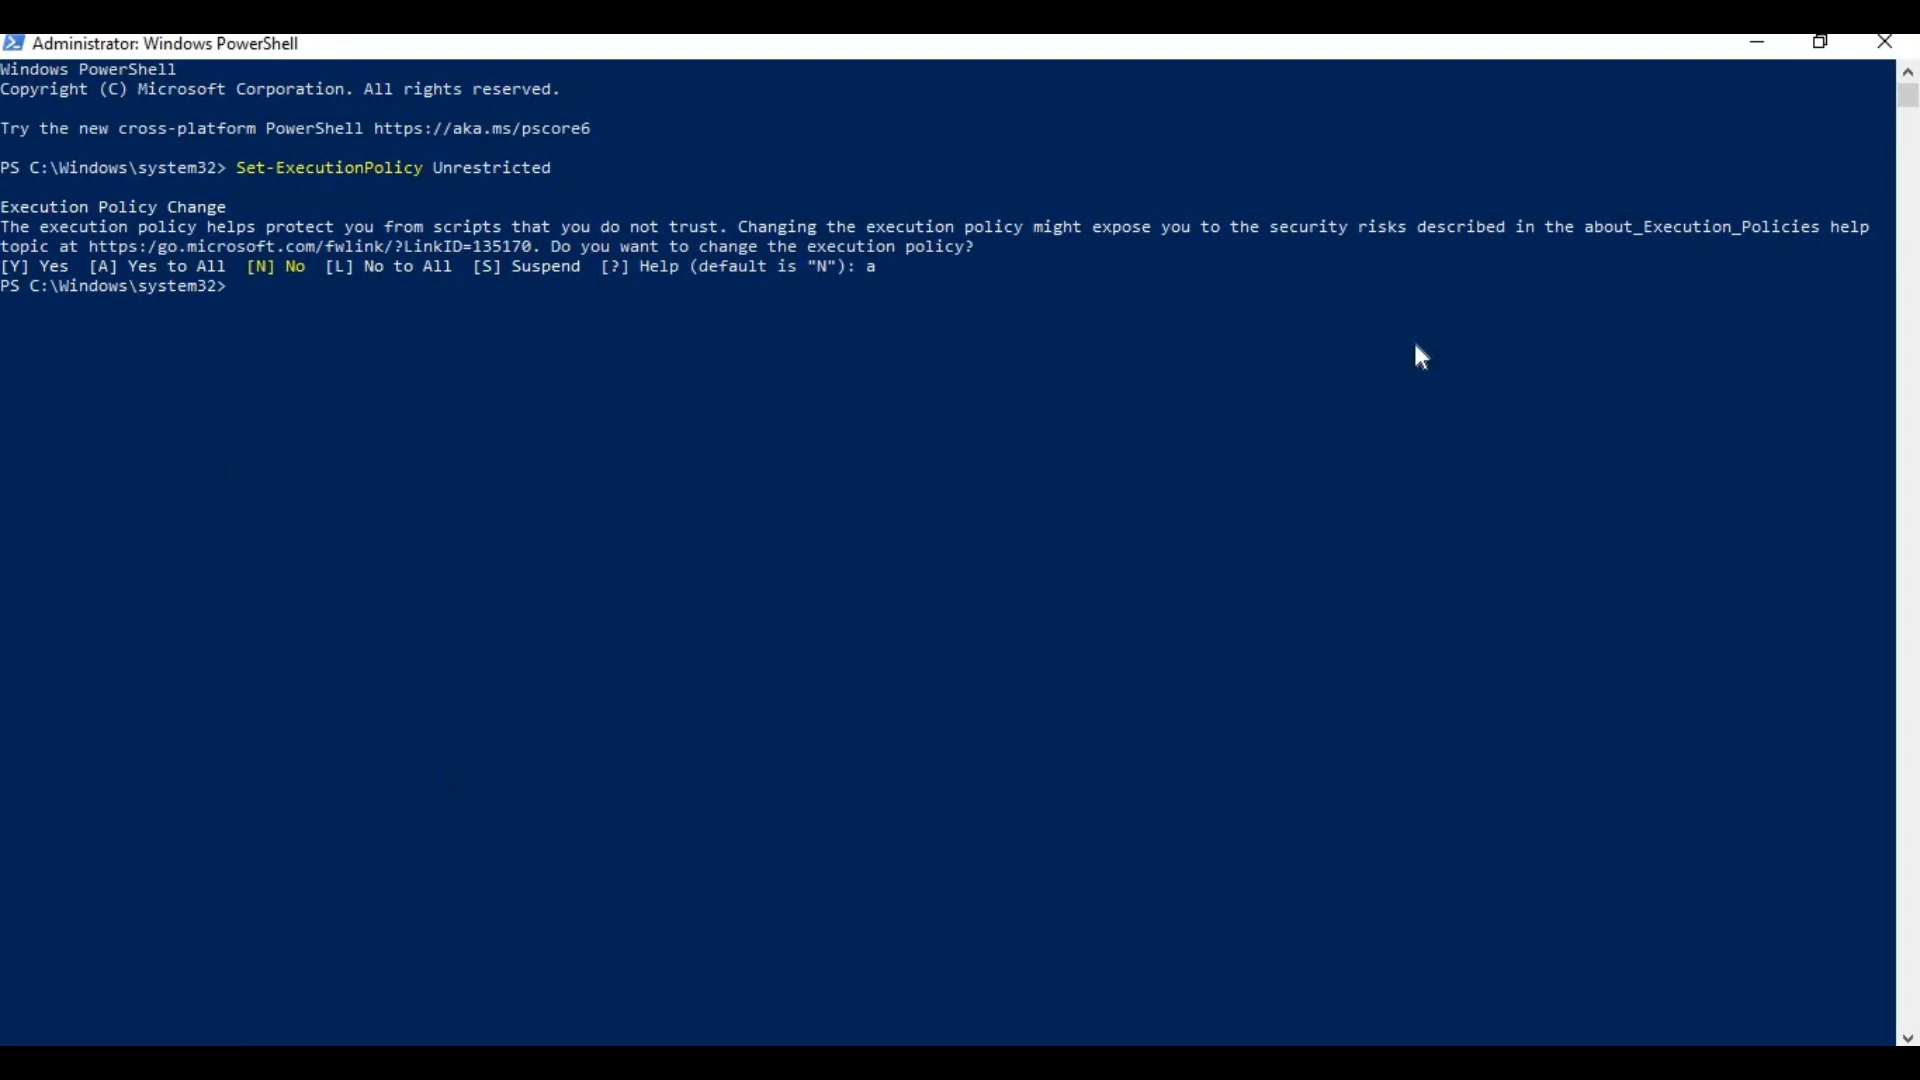 Administrator: Windows PowerShell
Windows PowerShell
Copyright (C) Microsoft Corporation. All rights reserved.
Try the new cross-platform PowerShell https://aka.ms/pscore6
PS C:\Windows\system32> Set-ExecutionPolicy Unrestricted
Execution Policy Change
The execution policy helps protect you from scripts that you do not trust. Changing the execution policy might expose you to the security risks described in the about_Execution_Policies help
topic at https:/go.microsoft.com/fwlink/?LinkID=135170. Do you want to change the execution policy?
[Y] Yes  [A] Yes to All  [N] No  [L] No to All  [S] Suspend  [?] Help (default is "N"): a
PS C:\Windows\system32>